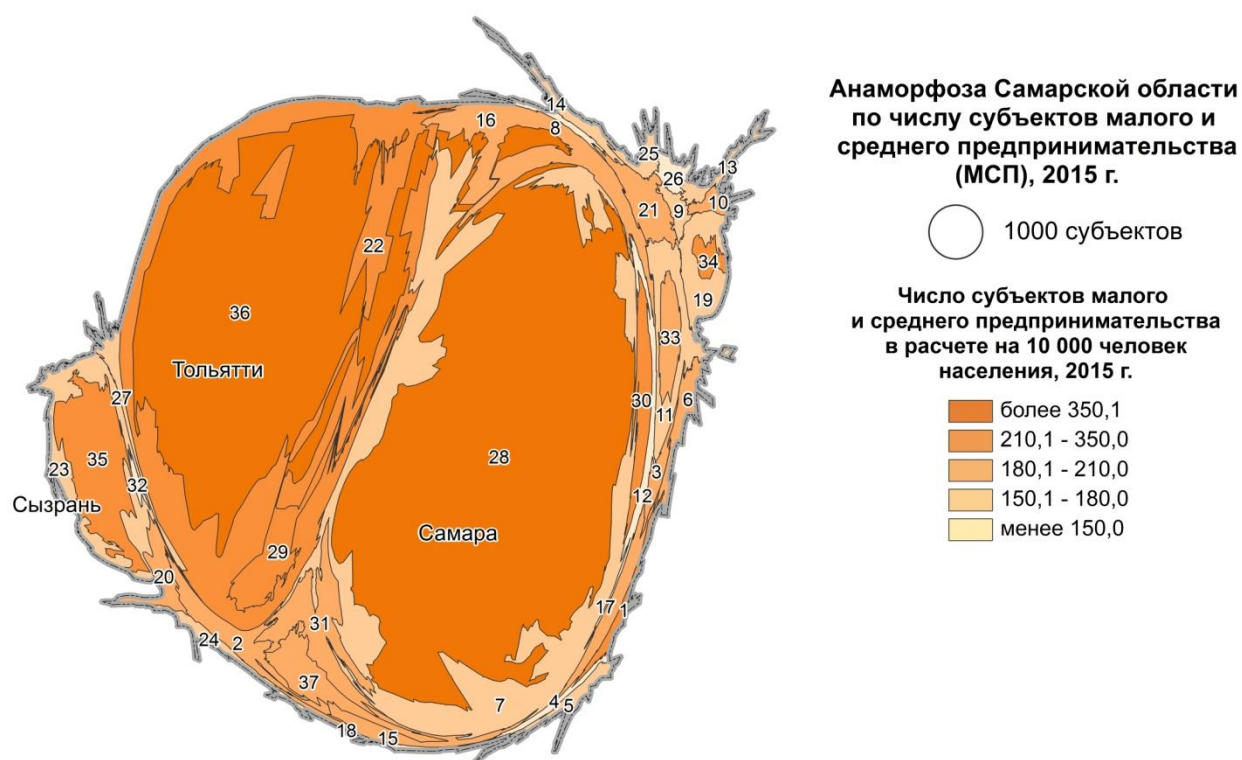 Анаморфоза Самарской области
по числу субъектов малого и
среднего предпринимательства
(МСП), 2015 г.
1000 субъектов
Число субъектов малого
и среднего предпринимательства
в расчете на 10 000 человек
населения, 2015 г.
более 350,1
210,1 - 350,0
180,1 - 210,0
150,1 - 180,0
менее 150,0
14
16
8
25
13
26
10
21
9
22
34
19
36
33
Тольятти
27
30
6
11
35
28
23
3
32
12
Сызрань
Самара
29
20
17
1
31
24
2
37
7
4
5
18
15